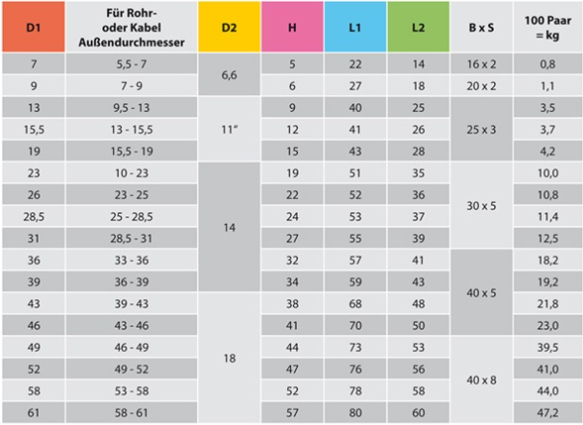 D1 Für Rohr- oder Kabel Außendurchmesser D2 H L1 L2 B x S 100 Paar = kg
7 5,5 - 7 6,6 5 22 14 16 x 2 0,8
9 7 - 9 6 27 18 20 x 2 1,1
13 9,5 - 13 11“ 9 40 25 25 x 3 3,5
15,5 13 - 15,5 12 41 26 3,7
19 15,5 - 19 15 43 28 4,2
23 10 - 23 14 19 51 35 30 x 5 10,0
26 23 - 25 22 52 36 10,8
28,5 25 - 28,5 24 53 37 11,4
31 28,5 - 31 27 55 39 12,5
36 33 - 36 32 57 41 40 x 5 18,2
39 36 - 39 34 59 43 19,2
43 39 - 43 18 38 68 48 21,8
46 43 - 46 41 70 50 23,0
49 46 - 49 44 73 53 40 x 8 39,5
52 49 - 52 47 76 56 41,0
58 53 - 58 52 78 58 44,0
61 58 - 61 57 80 60 47,2